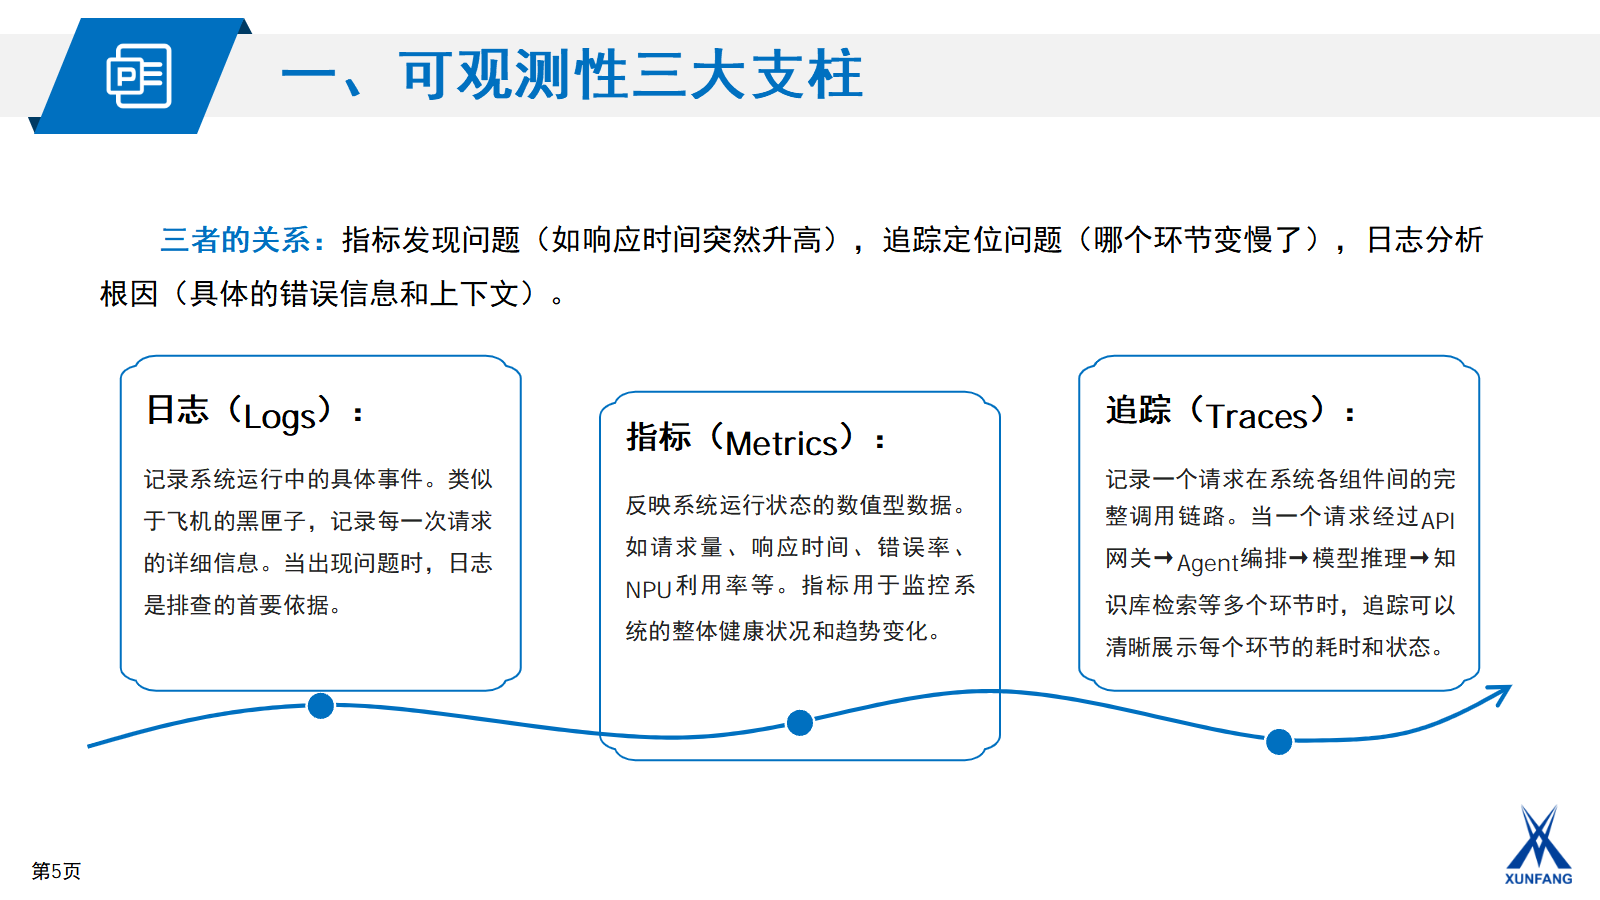 一、可观测性三大支柱
三者的关系：指标发现问题（如响应时间突然升高），追踪定位问题（哪个环节变慢了），日志分析
根因（具体的错误信息和上下文）。
日志（Logs）：
记录系统运行中的具体事件。类似
于飞机的黑匣子，记录每一次请求
的详细信息。当出现问题时，日志
是排查的首要依据。
指标（Metrics）：
反映系统运行状态的数值型数据。
如请求量、响应时间、错误率、
NPU利用率等。指标用于监控系
统的整体健康状况和趋势变化。
追踪（Traces）：
记录一个请求在系统各组件间的完
整调用链路。当一个请求经过API
网关→Agent编排→模型推理→知
识库检索等多个环节时，追踪可以
清晰展示每个环节的耗时和状态。
第5页
XUNFANG